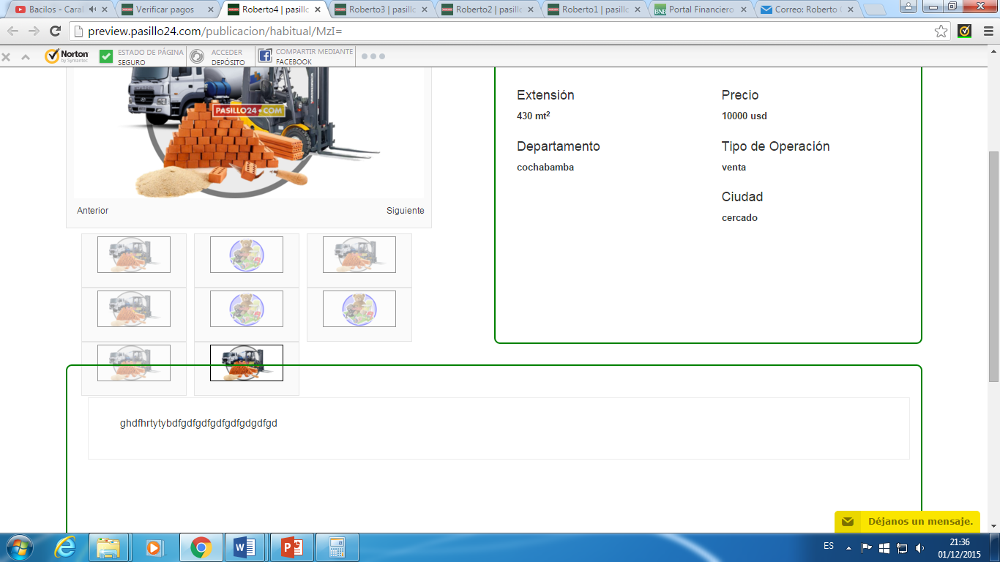 Bacilos - Caral
Verificar pagos
Roberto4 | pasillo
Roberto3 | pasillo
Roberto2 | pasillo
Roberto1 | pasillo
BNB Portal Financiero
Correo: Roberto
preview.pasillo24.com/publicacion/habitual/MzI=
Norton
by Symantec
ESTADO DE PÁGINA
SEGURO
ACCEDER
DEPÓSITO
COMPARTIR MEDIANTE
FACEBOOK
HYUNDAI
PASILLO24.COM
Anterior
Siguiente
Extensión
Precio
430 mt²
10000 usd
Departamento
Tipo de Operación
cochabamba
venta
Ciudad
cercado
ghdfhrtytybdfgdfgdfgdfgdfgdgdfgd
Déjanos un mensaje.
ES
21:36
01/12/2015